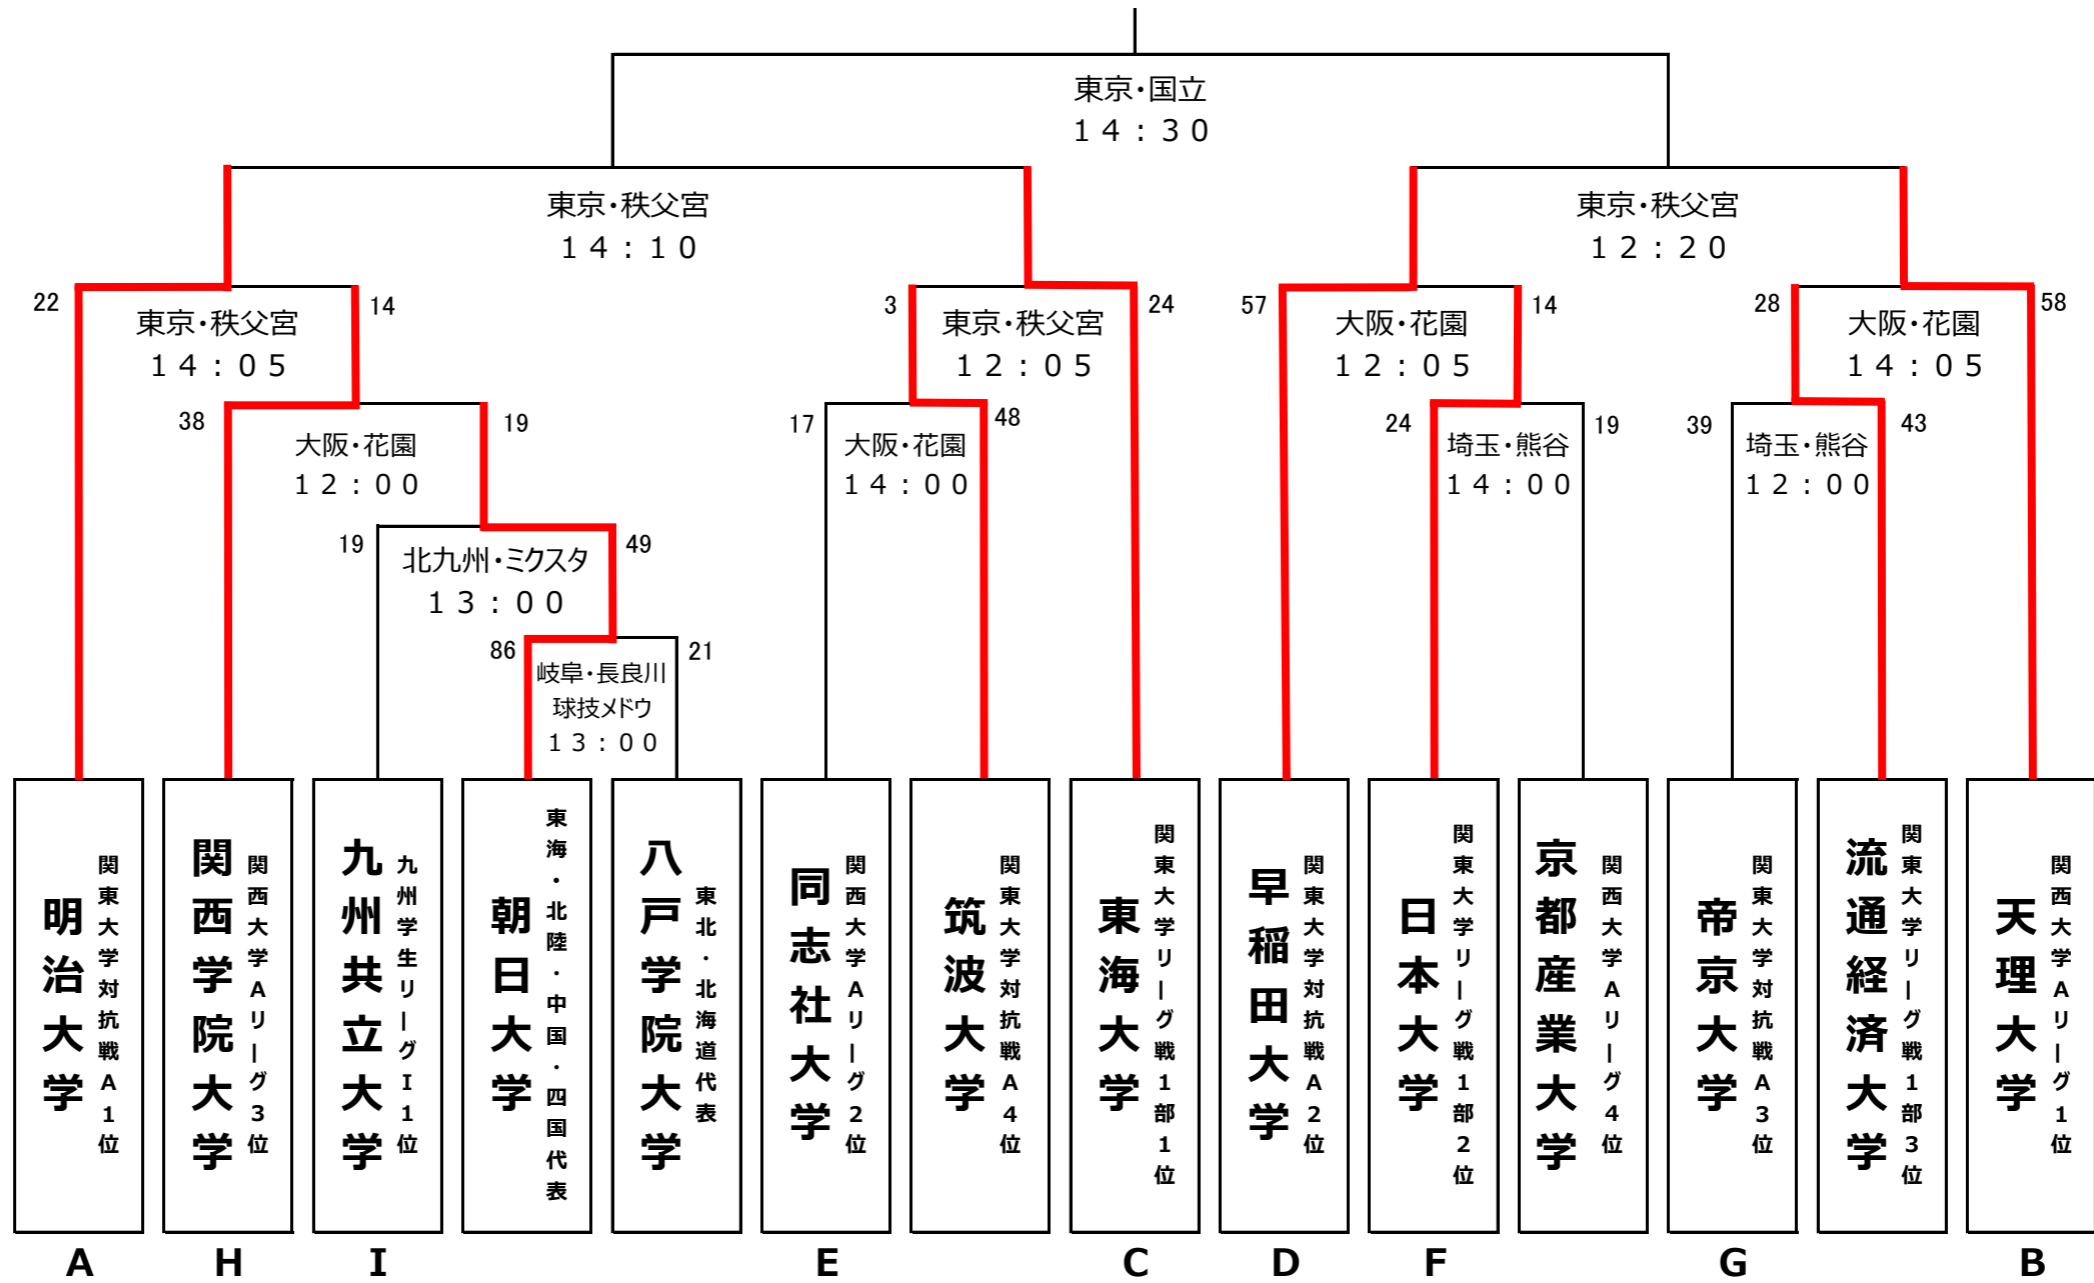 東京・国立
14：30
東京・秩父宮
14：10
東京・秩父宮
12：20
22
東京・秩父宮
14：05
14
3
東京・秩父宮
12：05
24
57
大阪・花園
12：05
14
28
大阪・花園
14：05
58
38
大阪・花園
12：00
19
17
大阪・花園
14：00
48
24
埼玉・熊谷
14：00
19
39
埼玉・熊谷
12：00
43
19
北九州・ミクスタ
13：00
49
86
岐阜・長良川
球技メドウ
13：00
21
明治大学
関東大学対抗戦A1位
関西学院大学
関西大学Aリーグ3位
九州共立大学
九州学生リーグI1位
朝日大学
東海・北陸・中国・四国代表
八戸学院大学
東北・北海道代表
同志社大学
関西大学Aリーグ2位
筑波大学
関東大学対抗戦A4位
東海大学
関東大学リーグ戦1部1位
早稲田大学
関東大学対抗戦A2位
日本大学
関東大学リーグ戦1部2位
京都産業大学
関西大学Aリーグ4位
帝京大学
関東大学対抗戦A3位
流通経済大学
関東大学リーグ戦1部3位
天理大学
関西大学Aリーグ1位
A
H
I
E
C
D
F
G
B